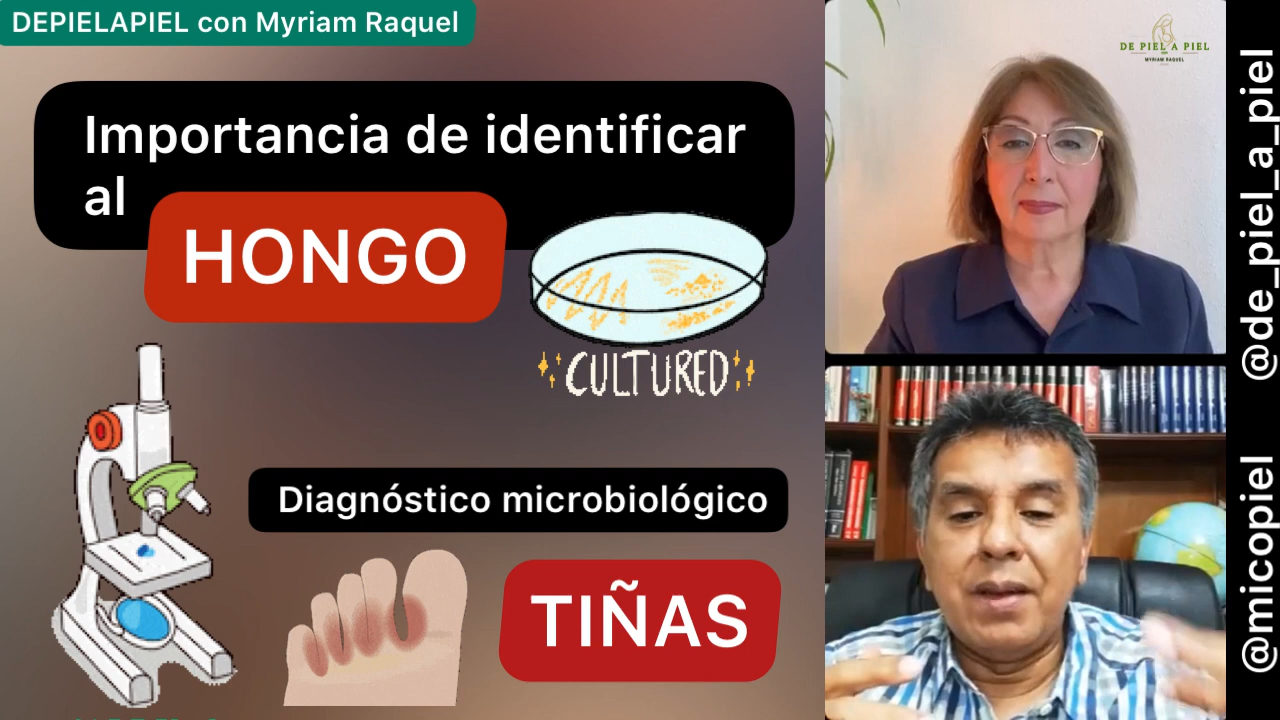 DEPIELAPIEL con Myriam Raquel
Importancia de identificar
al
HONGO
CULTURED
Diagnóstico microbiológico
TIÑAS
DE PIEL A PIEL
MYRIAM RAQUEL
@de_piel_a_piel
@micopiel